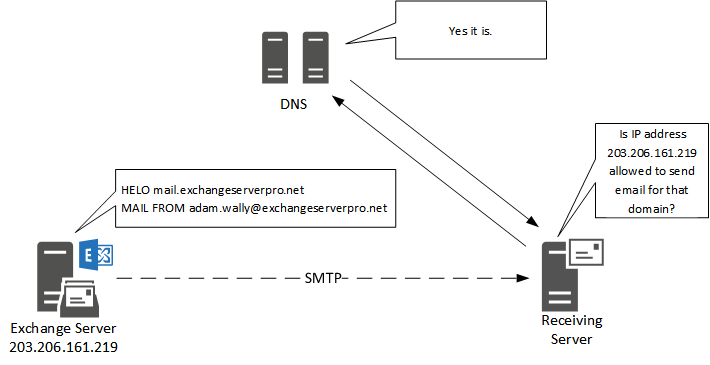 Yes it is.
DNS
Is IP address
203.206.161.219
allowed to send
email for that
domain?
HELO mail.exchangeserverpro.net
MAIL FROM adam.wally@exchangeserverpro.net
SMTP
Exchange Server
203.206.161.219
Receiving
Server